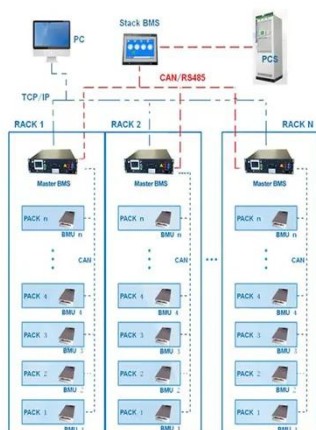 Stack BMS
PC
PCS
CAN/RS485
TCP/IP
RACK 1
RACK 2
RACK N
Master BMS
Master BMS
Master BMS
PACK n
BMU n
PACK n
BMU n
PACK n
BMU n
CAN
CAN
CAN
PACK 4
BMU 4
PACK 4
BMU 4
PACK 4
BMU 4
PACK 3
BMU 3
PACK 3
BMU 3
PACK 3
BMU 3
PACK 2
BMU 2
PACK 2
BMU 2
PACK 2
BMU 2
PACK 1
PACK 1
PACK 1